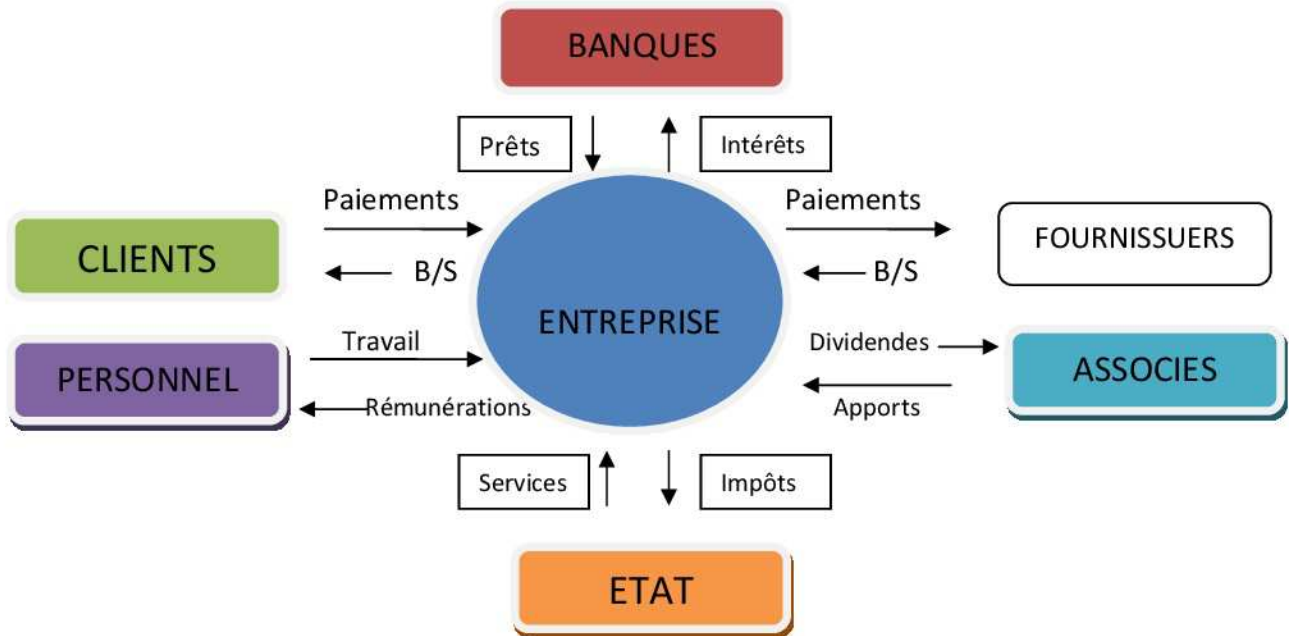 BANQUES
Prêts
Intérêts
Paiements
Paiements
CLIENTS
FOURNISSUERS
B/S
B/S
ENTREPRISE
Travail
Dividendes
PERSONNEL
ASSOCIES
Rémunérations
Apports
Services
Impôts
ETAT